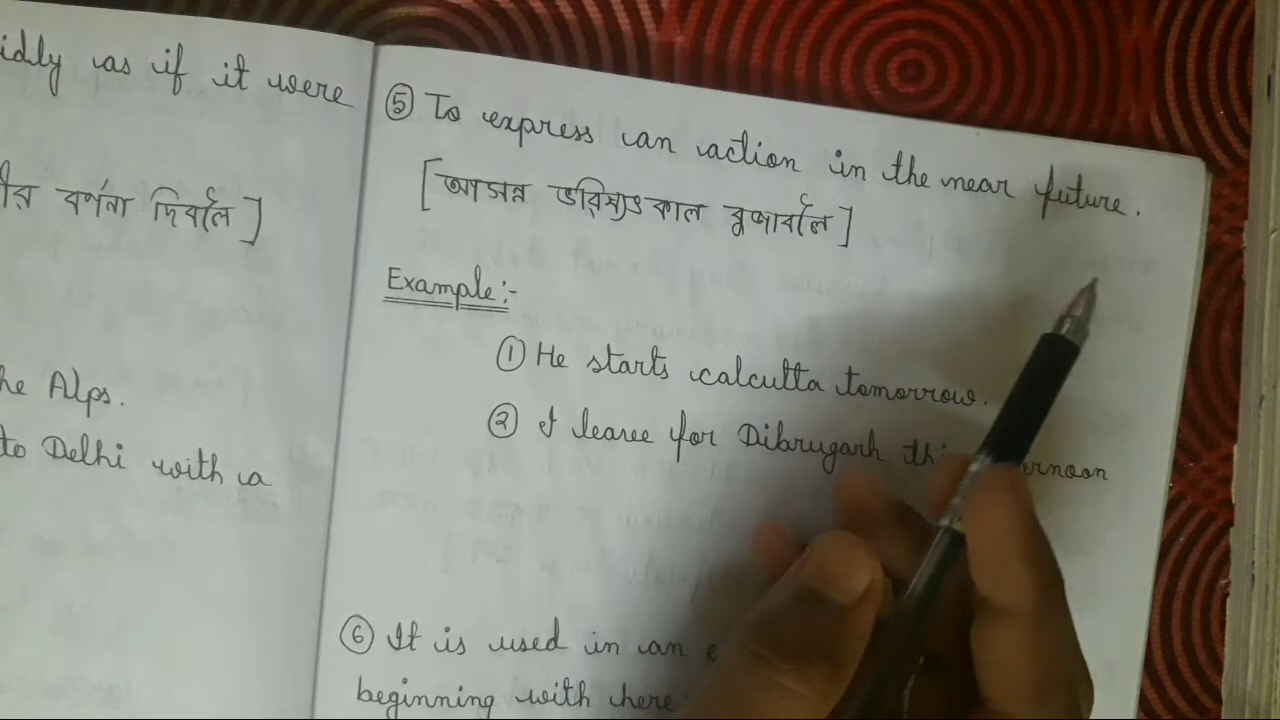 idly as if it were
বৰ্ণনা দিবলৈ]
he Alps.
to Delhi with a
⑤ To express an action in the near future.
[আসন্ন ভৱিষ্যত কাল বুজাবলৈ]
Example:-
① He starts calcutta tomorrow.
② I leave for Dibrugarh
⑥ It is used in an
beginning with here